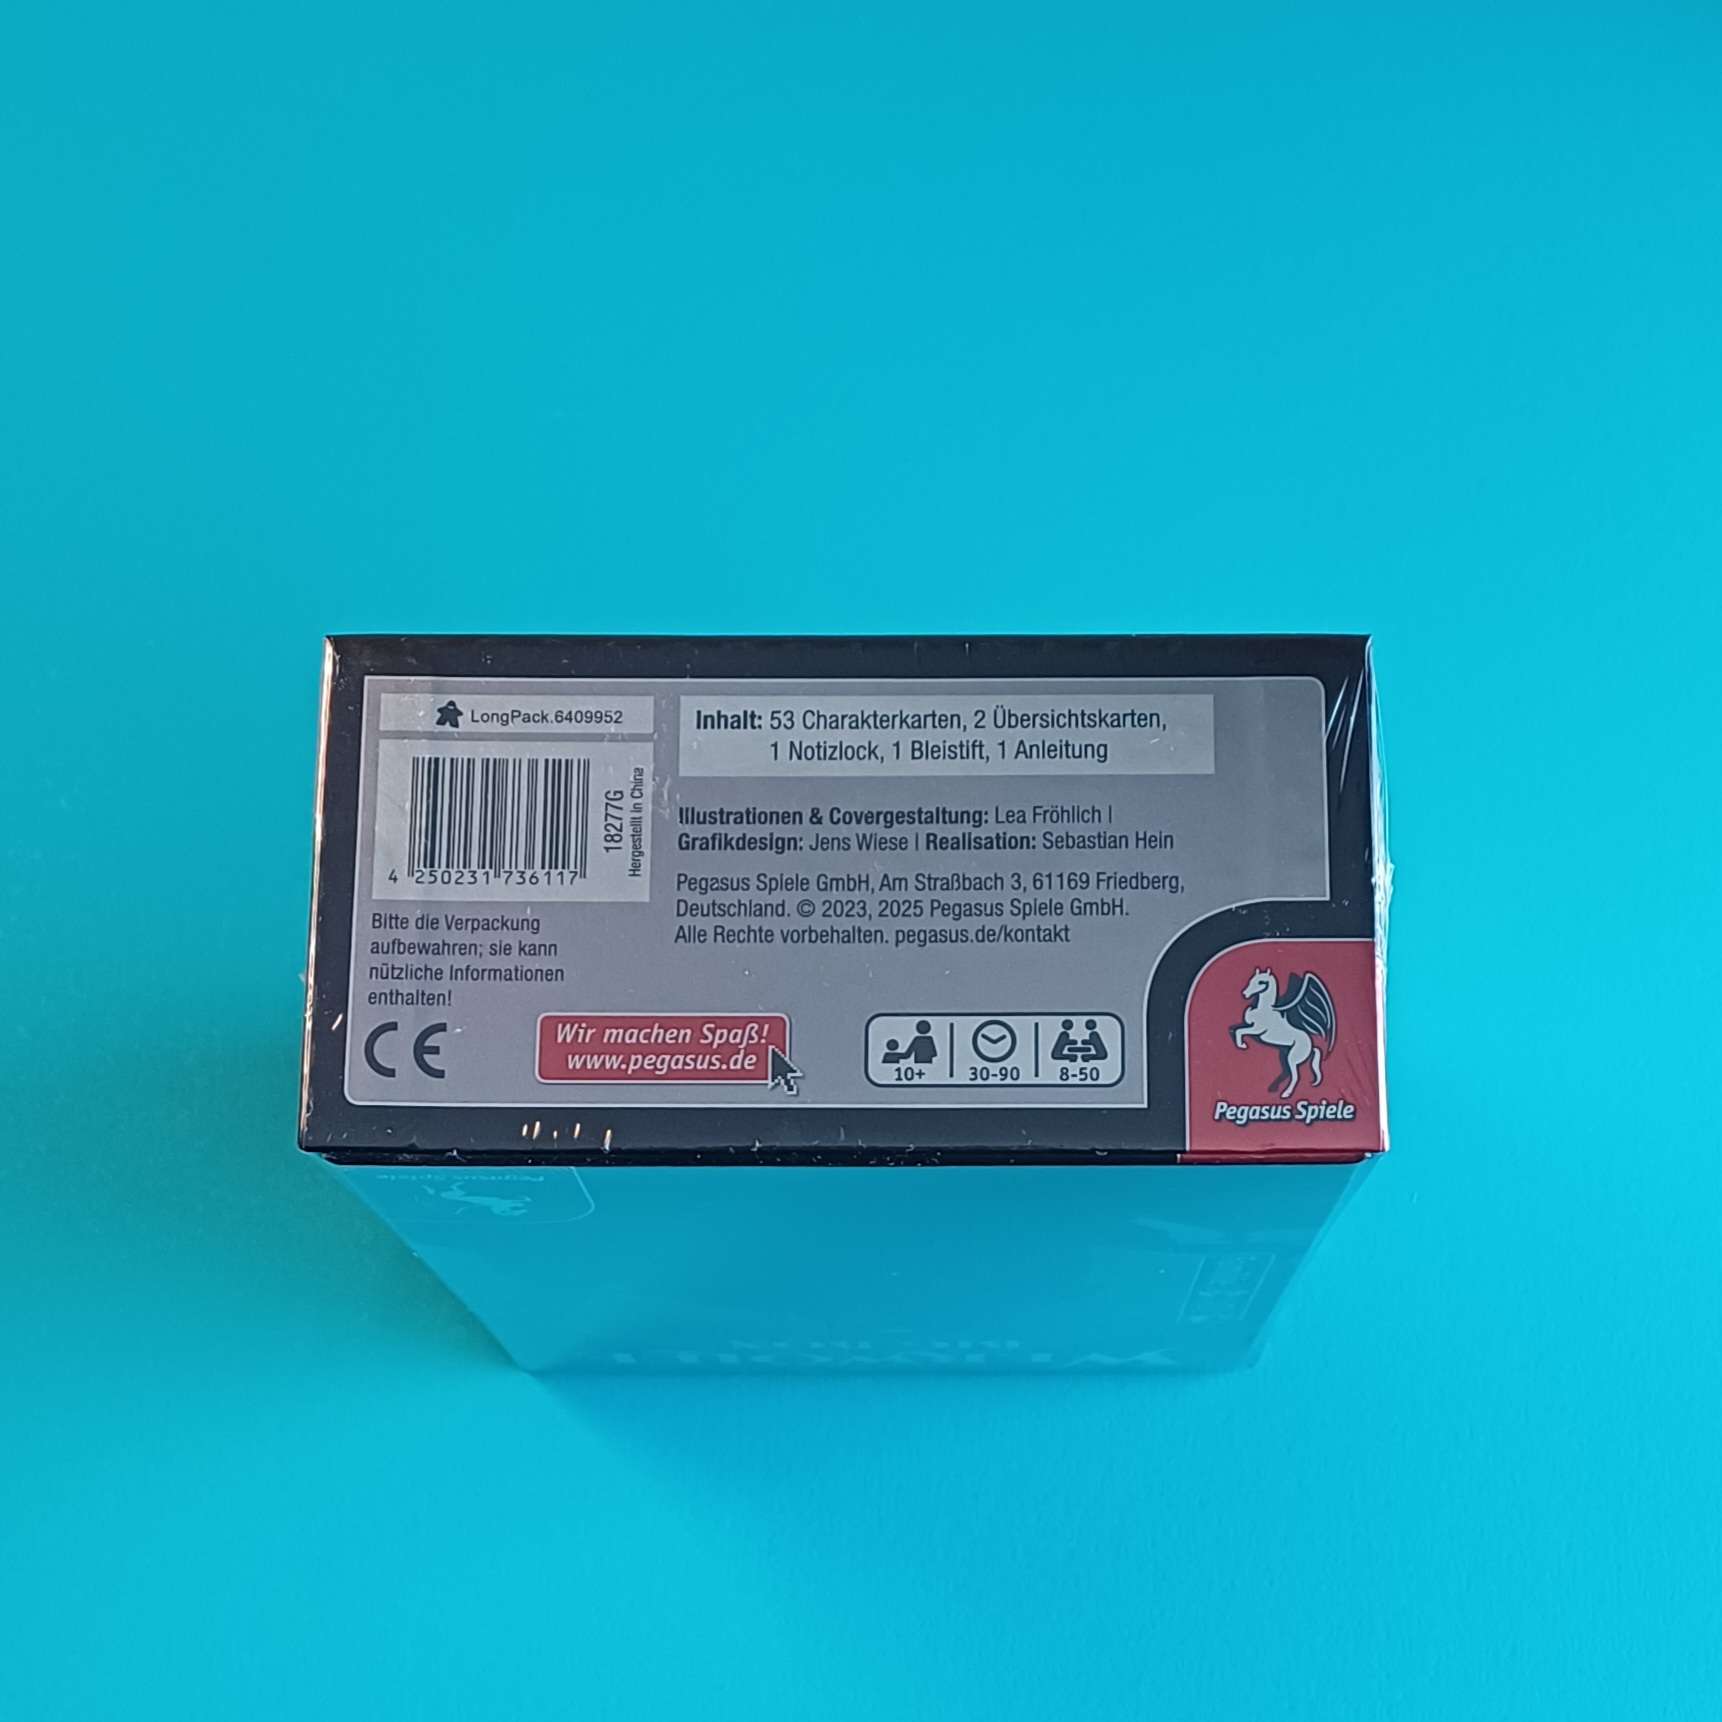 LongPack.6409952
4 250231 736117
18277G
Hergestellt in China
Bitte die Verpackung
aufbewahren; sie kann
nützliche Informationen
enthalten!
CE
Inhalt: 53 Charakterkarten, 2 Übersichtskarten,
1 Notizlock, 1 Bleistift, 1 Anleitung
Illustrationen & Covergestaltung: Lea Fröhlich |
Grafikdesign: Jens Wiese | Realisation: Sebastian Hein
Pegasus Spiele GmbH, Am Straßbach 3, 61169 Friedberg,
Deutschland. © 2023, 2025 Pegasus Spiele GmbH.
Alle Rechte vorbehalten. pegasus.de/kontakt
Wir machen Spaß!
www.pegasus.de
10+ 30-90 8-50
Pegasus Spiele
Pegasus Spiele